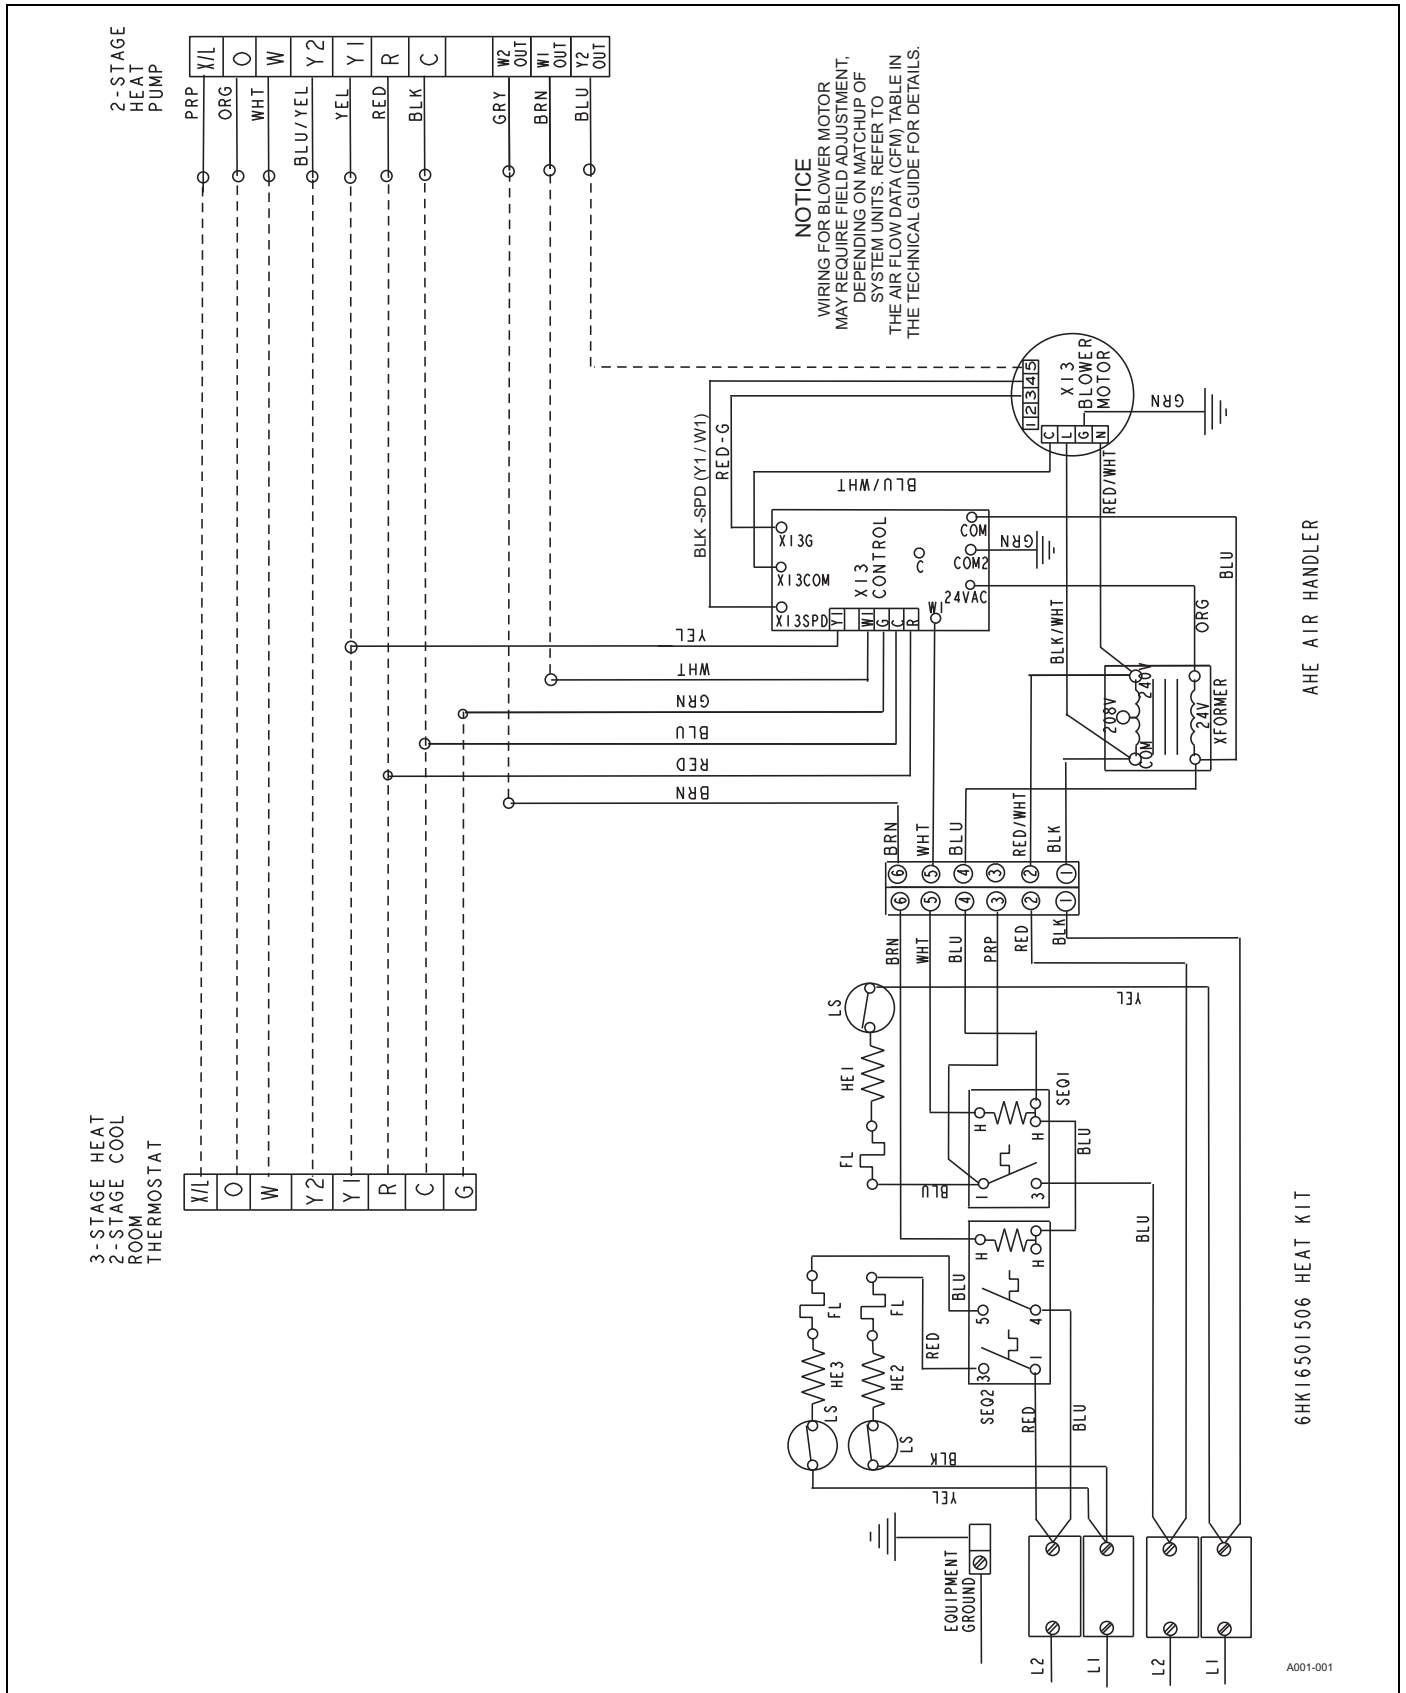 2-STAGE
HEAT
PUMP
X/L
O
W
Y2
Y1
R
C
W2
OUT
W1
OUT
Y2
OUT
PRP
ORG
WHT
BLU/YEL
YEL
RED
BLK
GRY
BRN
BLU
NOTICE
WIRING FOR BLOWER MOTOR
MAY REQUIRE FIELD ADJUSTMENT,
DEPENDING ON MATCHUP OF
SYSTEM UNITS. REFER TO
THE AIR FLOW DATA (CFM) TABLE IN
THE TECHNICAL GUIDE FOR DETAILS.
1 2 3 4 5
X13
BLOWER
MOTOR
C
L
G
N
GRN
BLK -SPD (Y1 / W1)
RED-G
BLU/WHT
RED/WHT
X13G
X13COM
X13SPD
X13
CONTROL
C
COM
COM2
24VAC
W1
Y1
W1
G
C
R
GRN
BLU
ORG
BLK/WHT
YEL
WHT
GRN
BLU
RED
BRN
208V
240V
COM
24V
XFORMER
AHE AIR HANDLER
BRN
WHT
BLU
RED/WHT
BLK
6
5
4
3
2
1
6
5
4
3
2
1
BRN
WHT
BLU
PRP
RED
BLK
3-STAGE HEAT
2-STAGE COOL
ROOM
THERMOSTAT
X/L
O
W
Y2
Y1
R
C
G
LS
YEL
HE1
FL
BLU
H
H
SEQ1
1
3
BLU
BLU
H
H
5
4
3
1
SEQ2
BLU
RED
FL
FL
HE3
HE2
LS
LS
RED
BLU
BLK
YEL
EQUIPMENT
GROUND
L2
L1
L2
L1
6HK16501506 HEAT KIT
A001-001